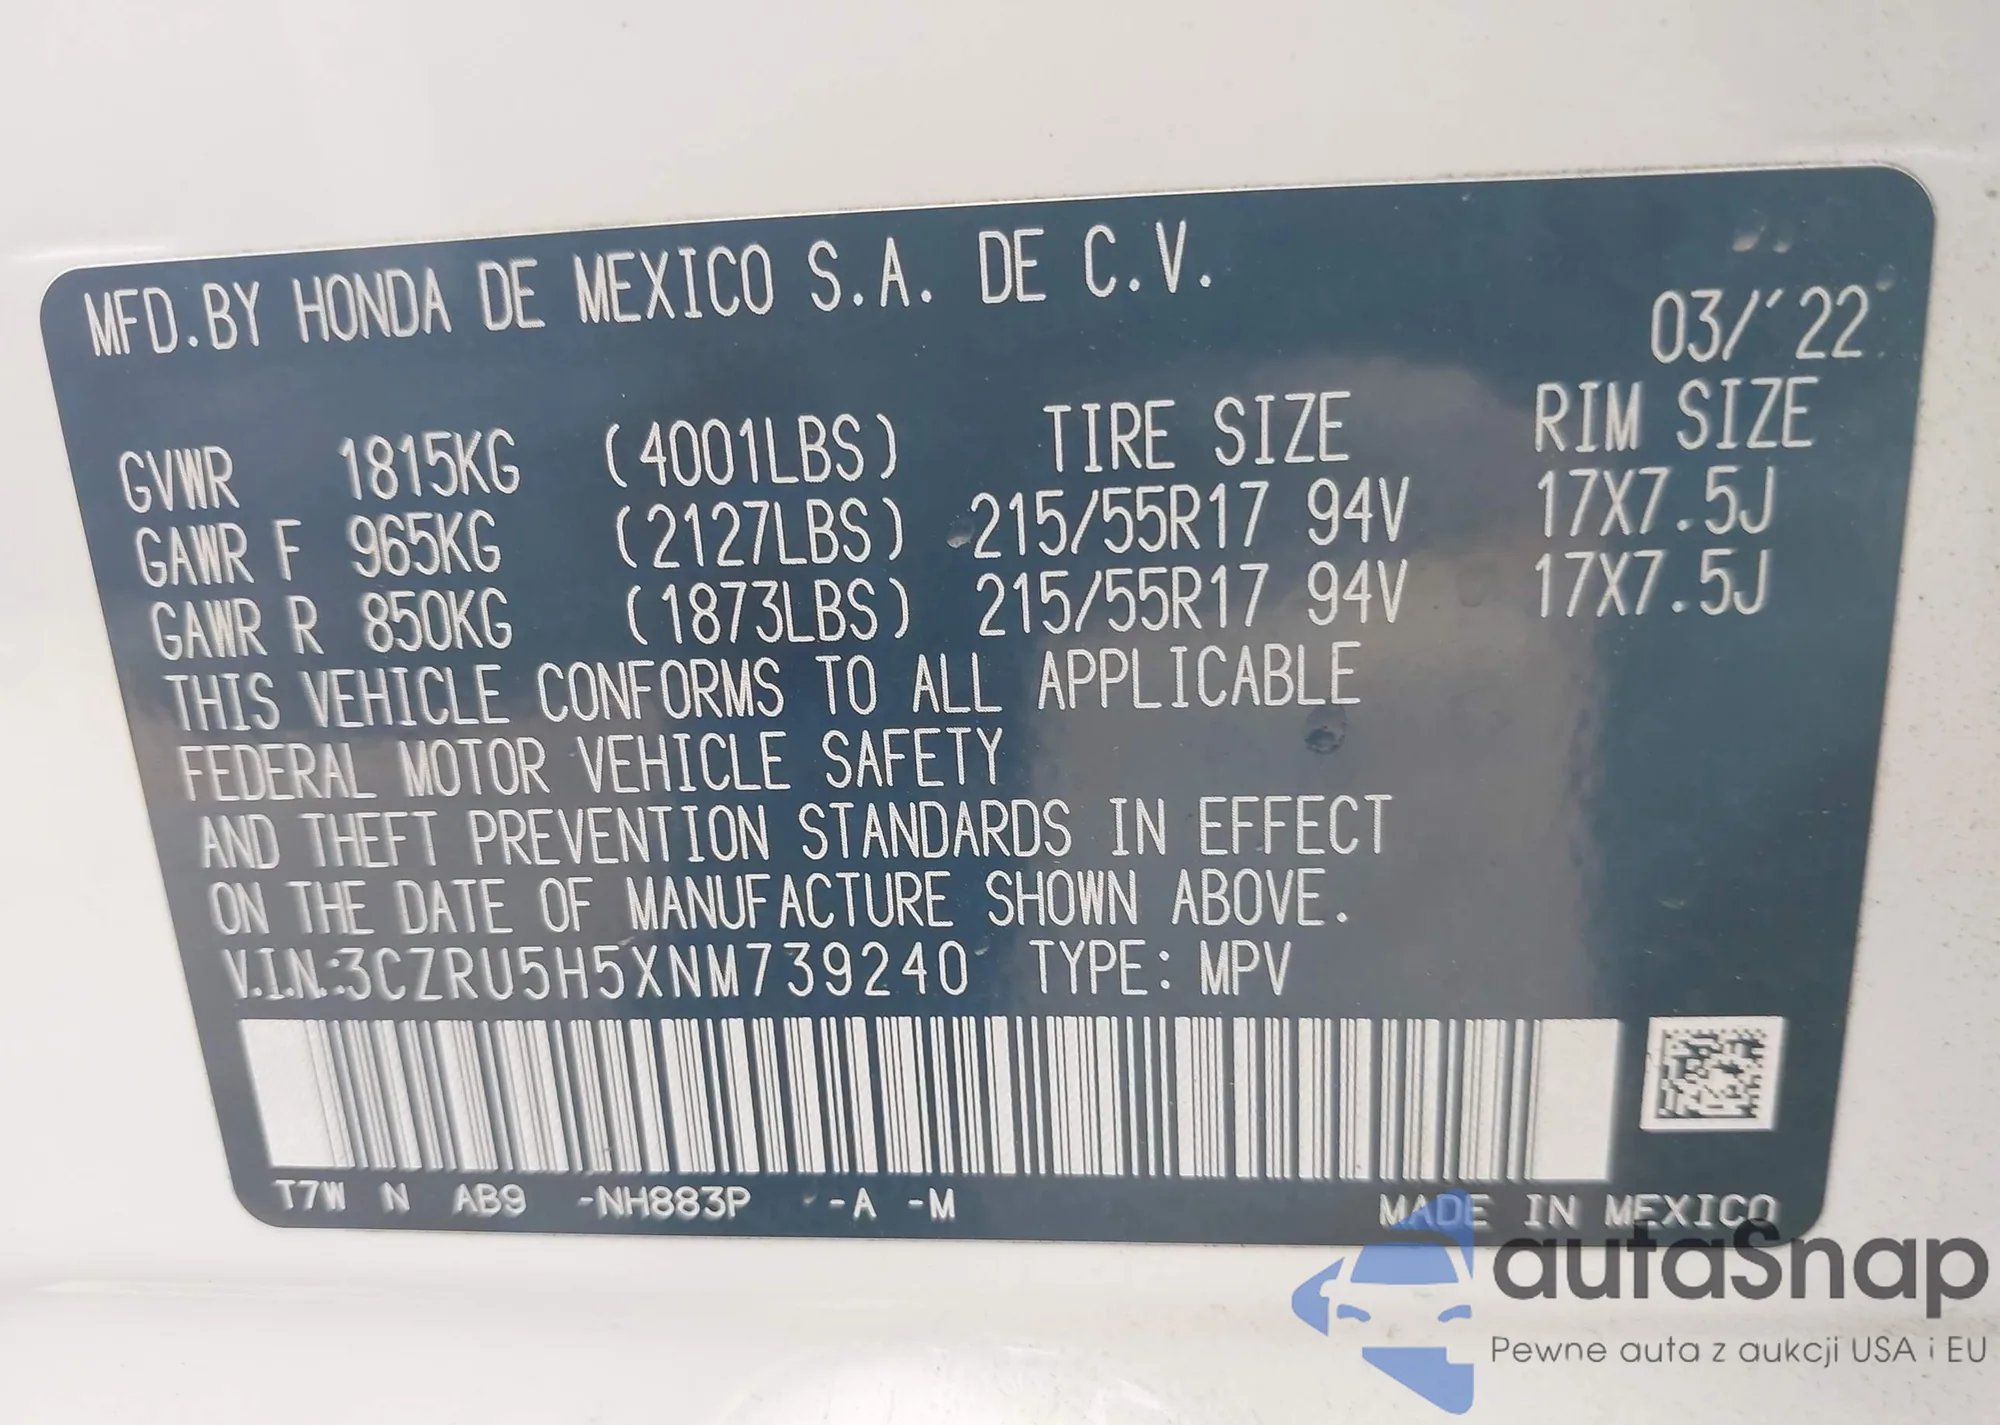 MFD.BY HONDA DE MEXICO S.A. DE C.V.
03/'22
GVWR 1815KG (4001LBS) TIRE SIZE RIM SIZE
GAWR F 965KG (2127LBS) 215/55R17 94V 17X7.5J
GAWR R 850KG (1873LBS) 215/55R17 94V 17X7.5J
THIS VEHICLE CONFORMS TO ALL APPLICABLE
FEDERAL MOTOR VEHICLE SAFETY
AND THEFT PREVENTION STANDARDS IN EFFECT
ON THE DATE OF MANUFACTURE SHOWN ABOVE.
V.I.N.:3CZRU5H5XNM739240 TYPE: MPV
T7W N AB9 -NH883P -A -M MADE IN MEXICO
autaSnap
Pewne auta z aukcji USA i EU